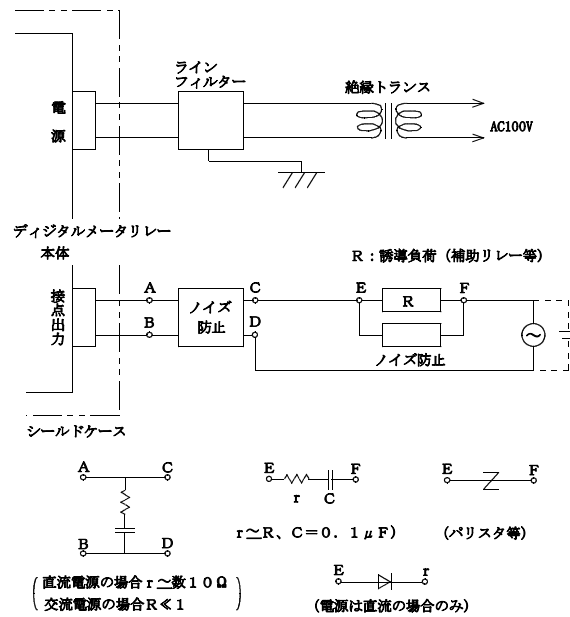 ライン
フィルター
絶縁トランス
電源
AC100V
ディジタルメータリレー
本体
R：誘導負荷（補助リレー等）
接点出力
A
B
ノイズ
防止
C
D
E
R
F
ノイズ防止
シールドケース
A
C
B
D
E
r
C
F
E
F
r≃R、C＝０．１μF）
（バリスタ等）
直流電源の場合r≃数１０Ω
交流電源の場合R≪１
E
r
（電源は直流の場合のみ）